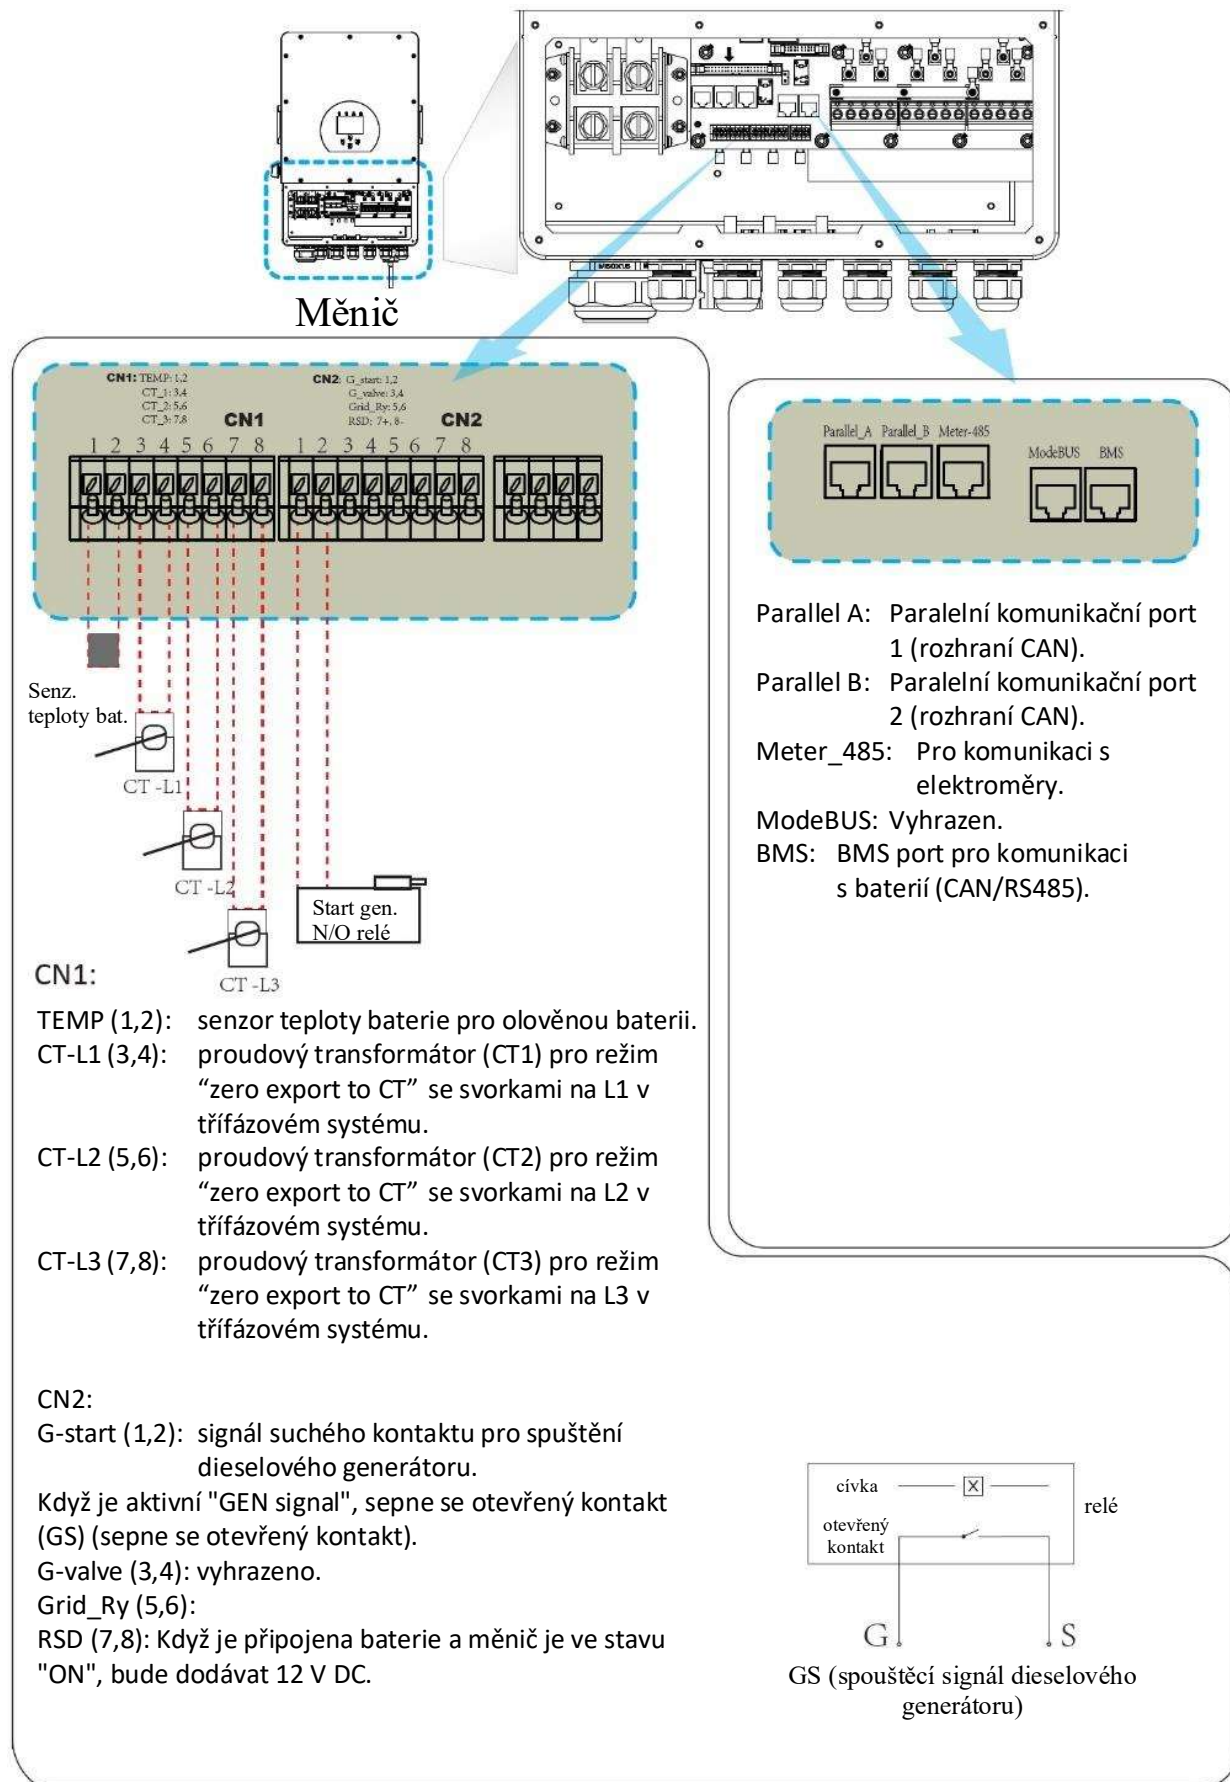 M50X1.5
Měnič
CN1: TEMP: 1,2
CT_1: 3,4
CT_2: 5,6
CT_3: 7,8
CN1
CN2: G_start: 1,2
G_valve: 3,4
Grid_Ry: 5,6
RSD: 7+, 8-
CN2
1 2 3 4 5 6 7 8
1 2 3 4 5 6 7 8
Senz.
teploty bat.
CT -L1
CT -L2
CT -L3
Start gen.
N/O relé
Parallel_A Parallel_B Meter-485
ModeBUS BMS
Parallel A: Paralelní komunikační port
1 (rozhraní CAN).
Parallel B: Paralelní komunikační port
2 (rozhraní CAN).
Meter_485: Pro komunikaci s
elektroměry.
ModeBUS: Vyhrazen.
BMS: BMS port pro komunikaci
s baterií (CAN/RS485).
CN1:
TEMP (1,2): senzor teploty baterie pro olověnou baterii.
CT-L1 (3,4): proudový transformátor (CT1) pro režim
“zero export to CT” se svorkami na L1 v
třífázovém systému.
CT-L2 (5,6): proudový transformátor (CT2) pro režim
“zero export to CT” se svorkami na L2 v
třífázovém systému.
CT-L3 (7,8): proudový transformátor (CT3) pro režim
“zero export to CT” se svorkami na L3 v
třífázovém systému.
CN2:
G-start (1,2): signál suchého kontaktu pro spuštění
dieselového generátoru.
Když je aktivní "GEN signal", sepne se otevřený kontakt
(GS) (sepne se otevřený kontakt).
G-valve (3,4): vyhrazeno.
Grid_Ry (5,6):
RSD (7,8): Když je připojena baterie a měnič je ve stavu
"ON", bude dodávat 12 V DC.
cívka
relé
otevřený
kontakt
G S
GS (spouštěcí signál dieselového
generátoru)